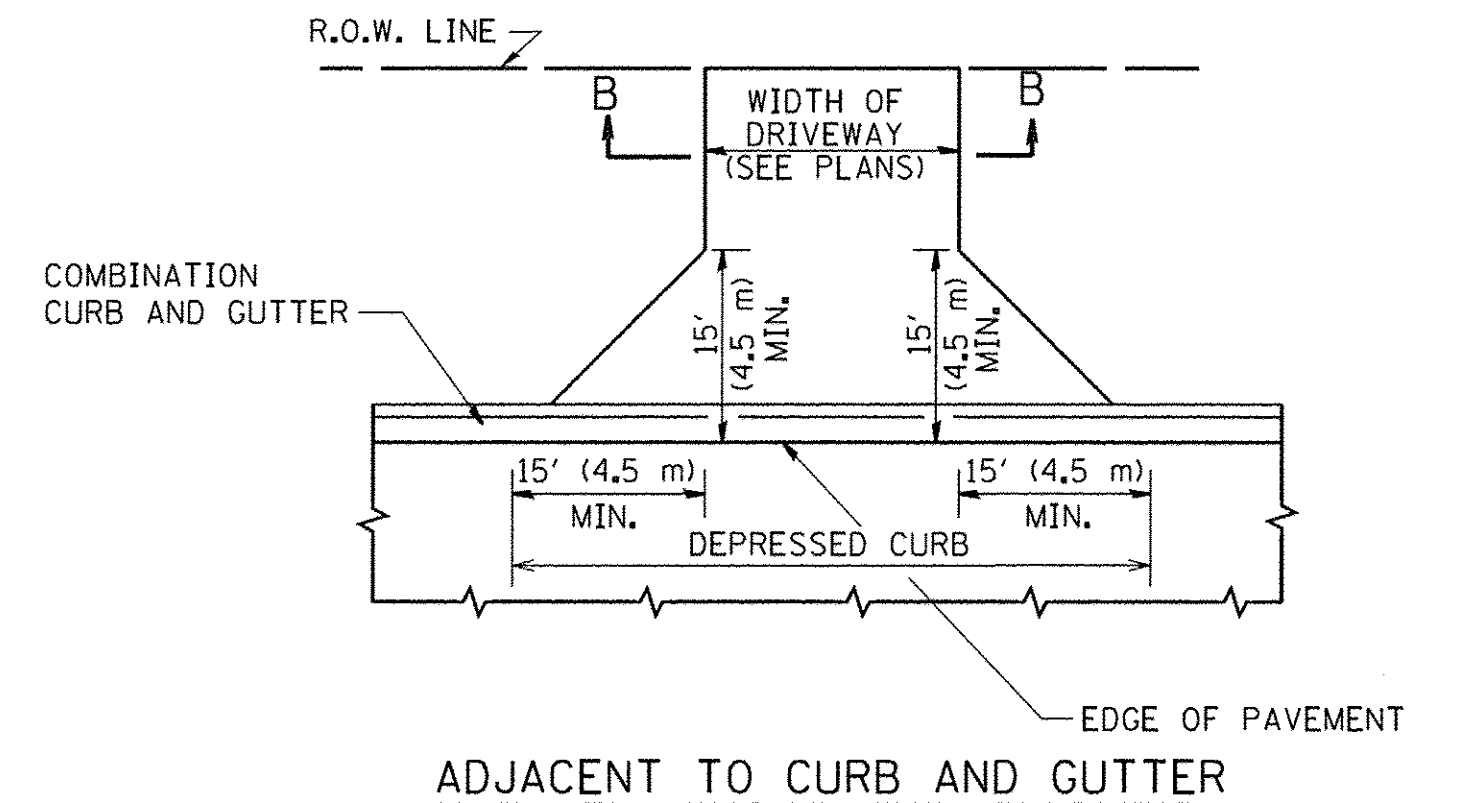 R.O.W. LINE
B
B
WIDTH OF
DRIVEWAY
(SEE PLANS)
COMBINATION
CURB AND GUTTER
15'
(4.5 m)
MIN.
15'
(4.5 m)
MIN.
15' (4.5 m)
MIN.
15' (4.5 m)
MIN.
DEPRESSED CURB
EDGE OF PAVEMENT
ADJACENT TO CURB AND GUTTER